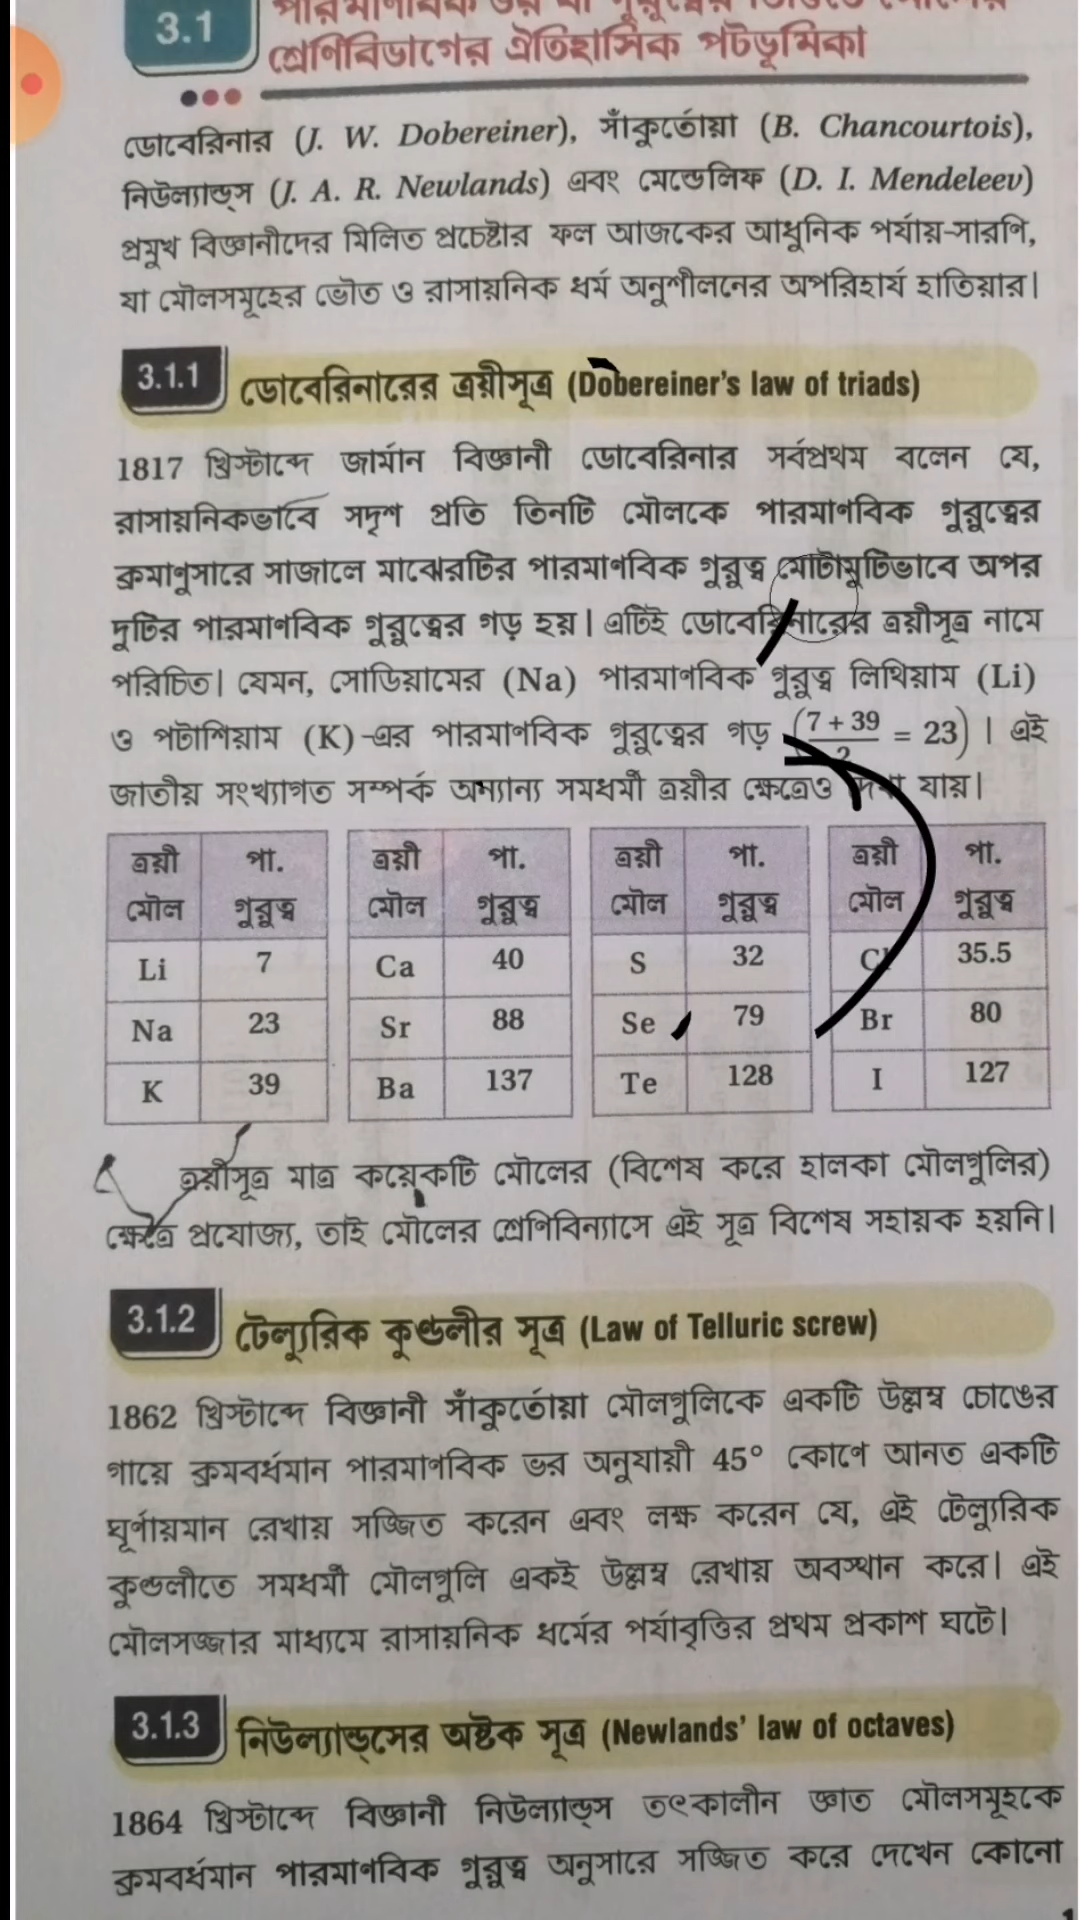 3.1
শ্রেণিবিভাগের ঐতিহাসিক পটভূমিকা
ডোবেরিনার (J. W. Dobereiner), সাঁকুর্তোয়া (B. Chancourtois),
নিউল্যান্ড্‌স (J. A. R. Newlands) এবং মেন্ডেলিফ (D. I. Mendeleev)
প্রমুখ বিজ্ঞানীদের মিলিত প্রচেষ্টার ফল আজকের আধুনিক পর্যায়-সারণি,
যা মৌলসমূহের ভৌত ও রাসায়নিক ধর্ম অনুশীলনের অপরিহার্য হাতিয়ার।
3.1.1 ডোবেরিনারের ত্রয়ীসূত্র (Dobereiner's law of triads)
1817 খ্রিস্টাব্দে জার্মান বিজ্ঞানী ডোবেরিনার সর্বপ্রথম বলেন যে,
রাসায়নিকভাবে সদৃশ প্রতি তিনটি মৌলকে পারমাণবিক গুরুত্বের
ক্রমানুসারে সাজালে মাঝেরটির পারমাণবিক গুরুত্ব মোটামুটিভাবে অপর
দুটির পারমাণবিক গুরুত্বের গড় হয়। এটিই ডোবেরিনারের ত্রয়ীসূত্র নামে
পরিচিত। যেমন, সোডিয়ামের (Na) পারমাণবিক গুরুত্ব লিথিয়াম (Li)
ও পটাশিয়াম (K)-এর পারমাণবিক গুরুত্বের গড় (7 + 39 / 2 = 23)। এই
জাতীয় সংখ্যাগত সম্পর্ক অন্যান্য সমধর্মী ত্রয়ীর ক্ষেত্রেও দেখা যায়।
ত্রয়ী পা. ত্রয়ী পা. ত্রয়ী পা. ত্রয়ী পা.
মৌল গুরুত্ব মৌল গুরুত্ব মৌল গুরুত্ব মৌল গুরুত্ব
Li 7 Ca 40 S 32 Cl 35.5
Na 23 Sr 88 Se 79 Br 80
K 39 Ba 137 Te 128 I 127
ত্রয়ীসূত্র মাত্র কয়েকটি মৌলের (বিশেষ করে হালকা মৌলগুলির)
ক্ষেত্রে প্রযোজ্য, তাই মৌলের শ্রেণিবিন্যাসে এই সূত্র বিশেষ সহায়ক হয়নি।
3.1.2 টেল্যুরিক কুণ্ডলীর সূত্র (Law of Telluric screw)
1862 খ্রিস্টাব্দে বিজ্ঞানী সাঁকুর্তোয়া মৌলগুলিকে একটি উল্লম্ব চোঙের
গায়ে ক্রমবর্ধমান পারমাণবিক ভর অনুযায়ী 45° কোণে আনত একটি
ঘূর্ণায়মান রেখায় সজ্জিত করেন এবং লক্ষ করেন যে, এই টেল্যুরিক
কুণ্ডলীতে সমধর্মী মৌলগুলি একই উল্লম্ব রেখায় অবস্থান করে। এই
মৌলসজ্জার মাধ্যমে রাসায়নিক ধর্মের পর্যাবৃত্তির প্রথম প্রকাশ ঘটে।
3.1.3 নিউল্যান্ড্‌সের অষ্টক সূত্র (Newlands' law of octaves)
1864 খ্রিস্টাব্দে বিজ্ঞানী নিউল্যান্ড্‌স তৎকালীন জ্ঞাত মৌলসমূহকে
ক্রমবর্ধমান পারমাণবিক গুরুত্ব অনুসারে সজ্জিত করে দেখেন কোনো